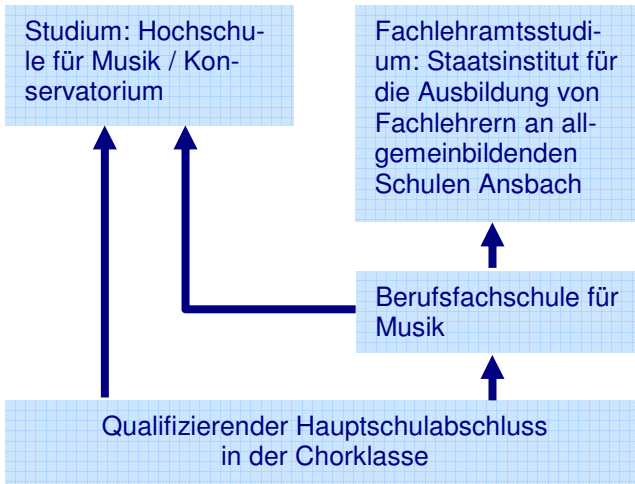 Studium: Hochschu-
le für Musik / Kon-
servatorium
Fachlehramtsstudi-
um: Staatsinstitut für
die Ausbildung von
Fachlehrern an all-
gemeinbildenden
Schulen Ansbach
Berufsfachschule für
Musik
Qualifizierender Hauptschulabschluss
in der Chorklasse